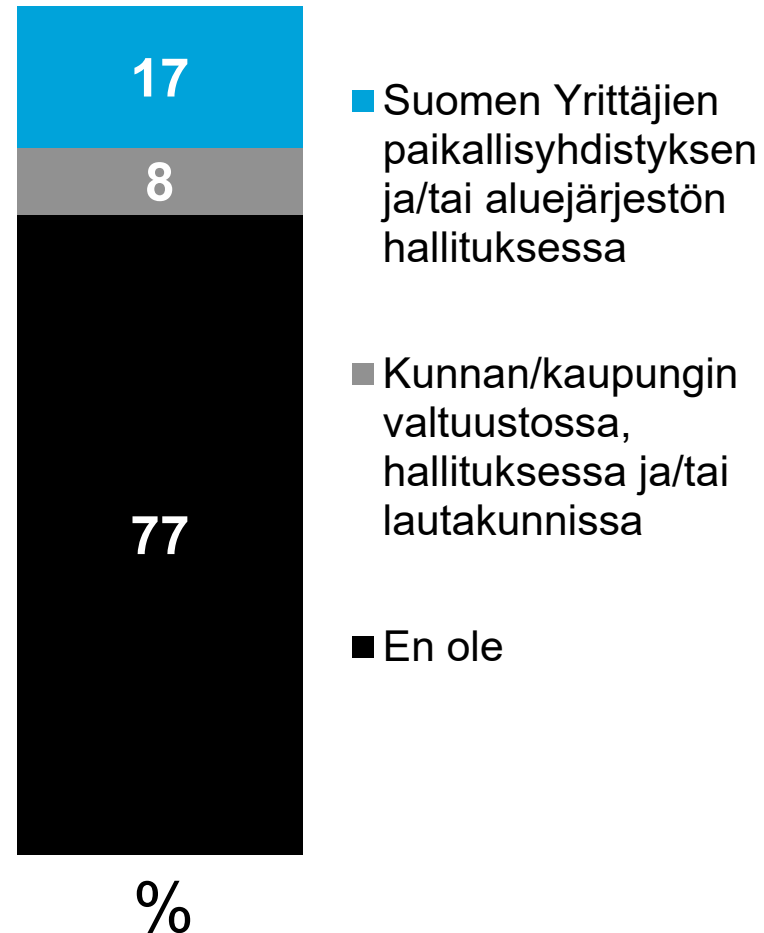 17
8
77
%
Suomen Yrittäjien
paikallisyhdistyksen
ja/tai aluejärjestön
hallituksessa
Kunnan/kaupungin
valtuustossa,
hallituksessa ja/tai
lautakunnissa
En ole